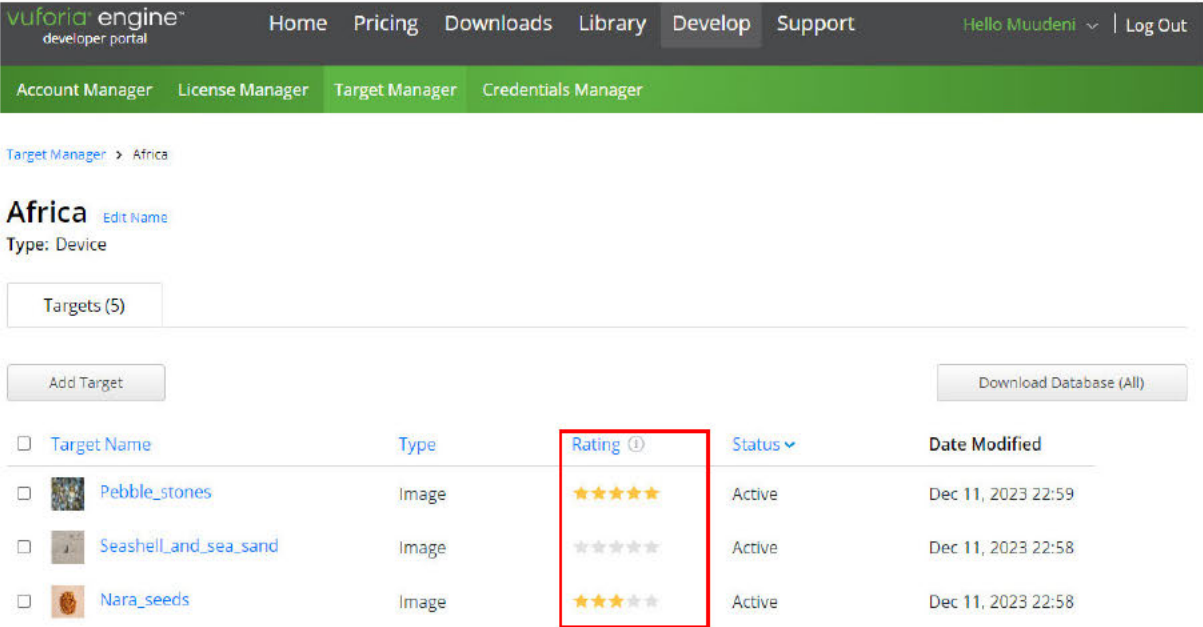 vuforia® engine™ Home Pricing Downloads Library Develop Support Hello Muudeni Log Out
developer portal
Account Manager License Manager Target Manager Credentials Manager
Target Manager > Africa
Africa Edit Name
Type: Device
Targets (5)
Add Target Download Database (All)
Target Name Type Rating Status Date Modified
Pebble_stones Image Active Dec 11, 2023 22:59
Seashell_and_sea_sand Image Active Dec 11, 2023 22:58
Nara_seeds Image Active Dec 11, 2023 22:58